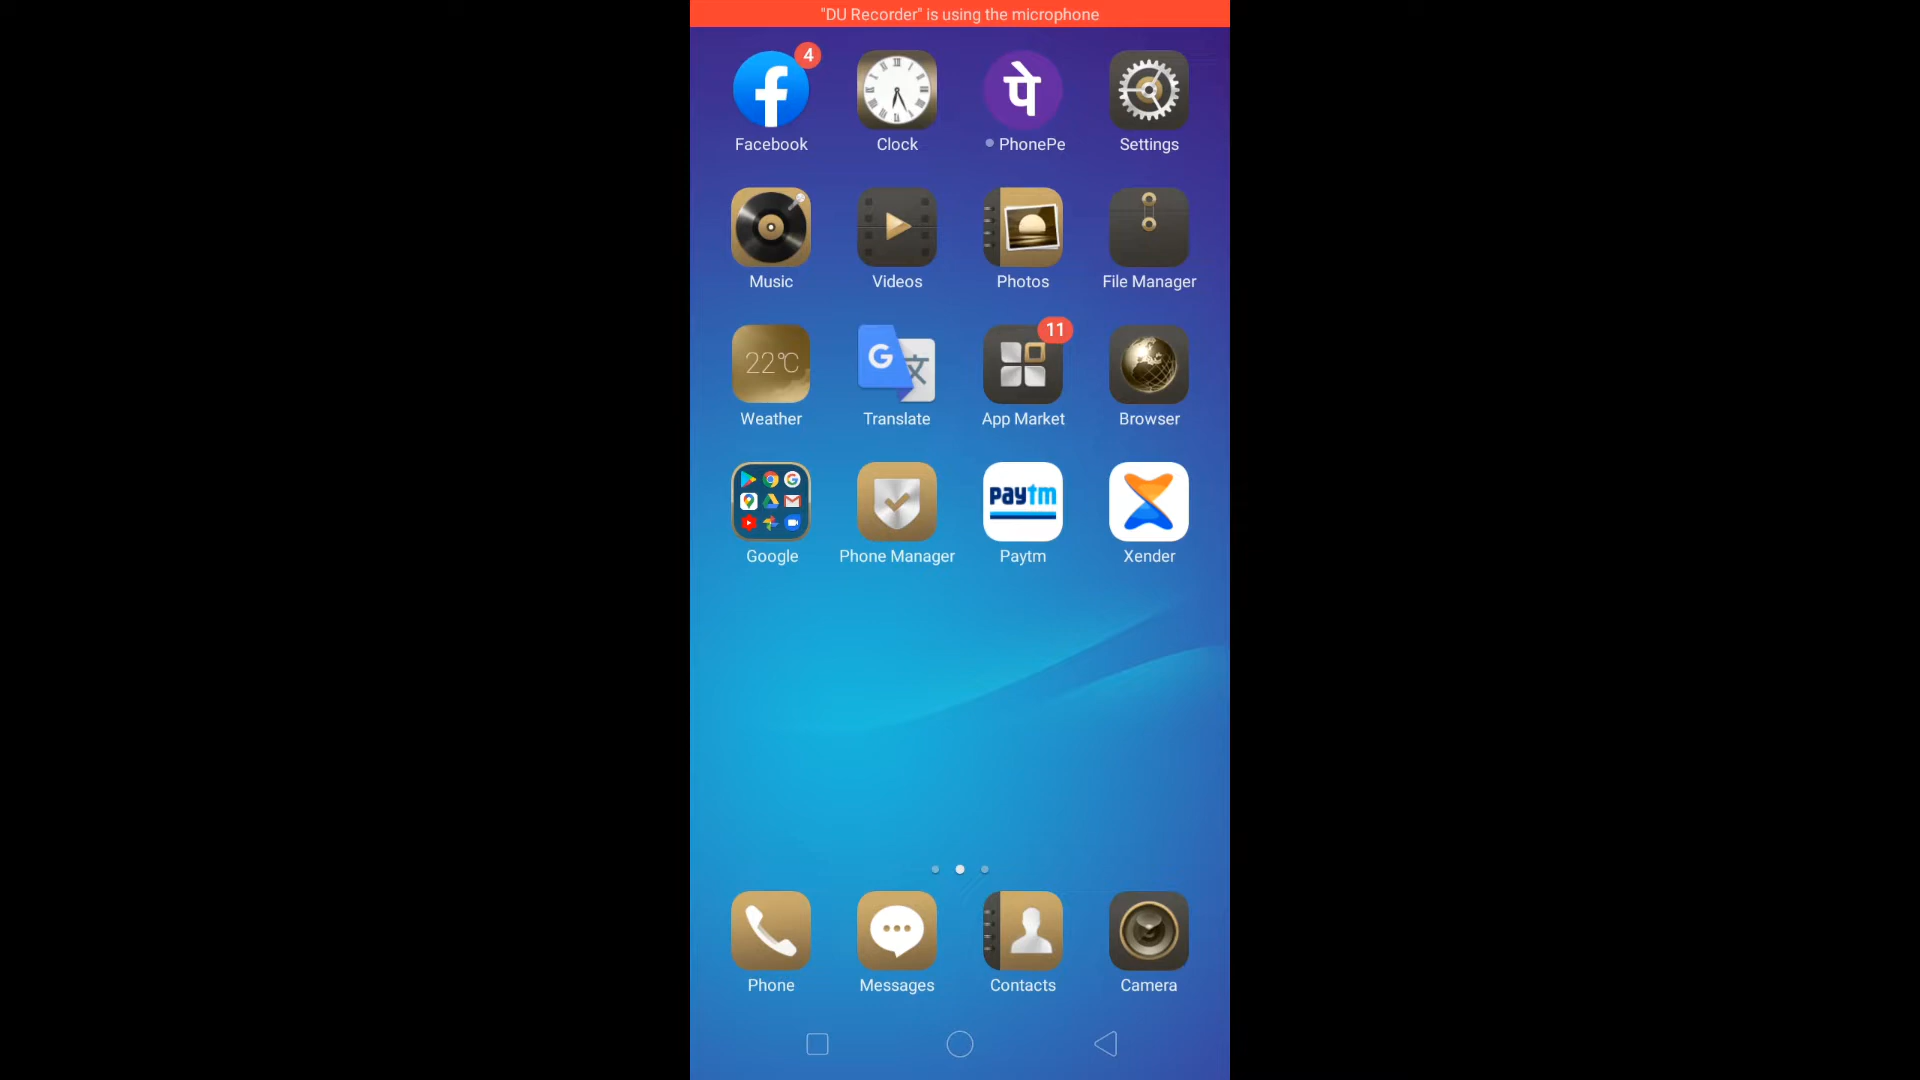 "DU Recorder" is using the microphone
4
पे
Facebook Clock PhonePe Settings
Music Videos Photos File Manager
11
22°C
G 文
Weather Translate App Market Browser
paytm
Google Phone Manager Paytm Xender
Phone Messages Contacts Camera